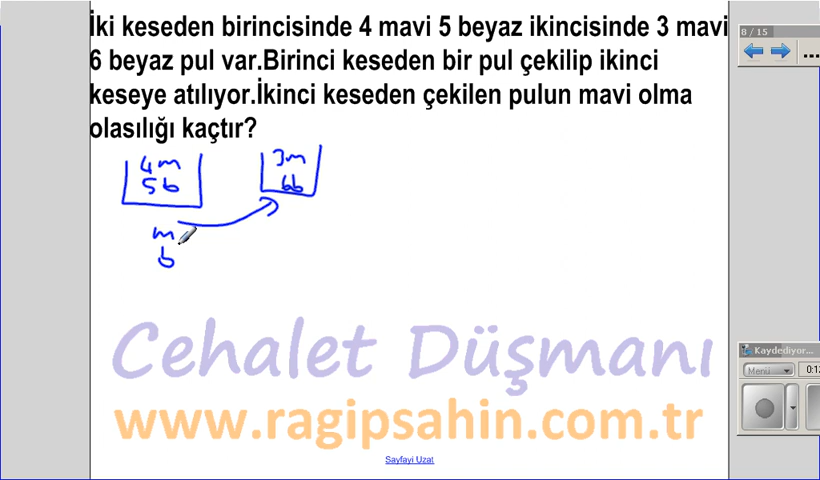 İki keseden birincisinde 4 mavi 5 beyaz ikincisinde 3 mavi
6 beyaz pul var.Birinci keseden bir pul çekilip ikinci
keseye atılıyor.İkinci keseden çekilen pulun mavi olma
olasılığı kaçtır?
4m
5b
3m
6b
m
b
Cehalet Düşmanı
www.ragipsahin.com.tr
Sayfayi Uzat
8 / 15
...
Kaydediyor...
Menü